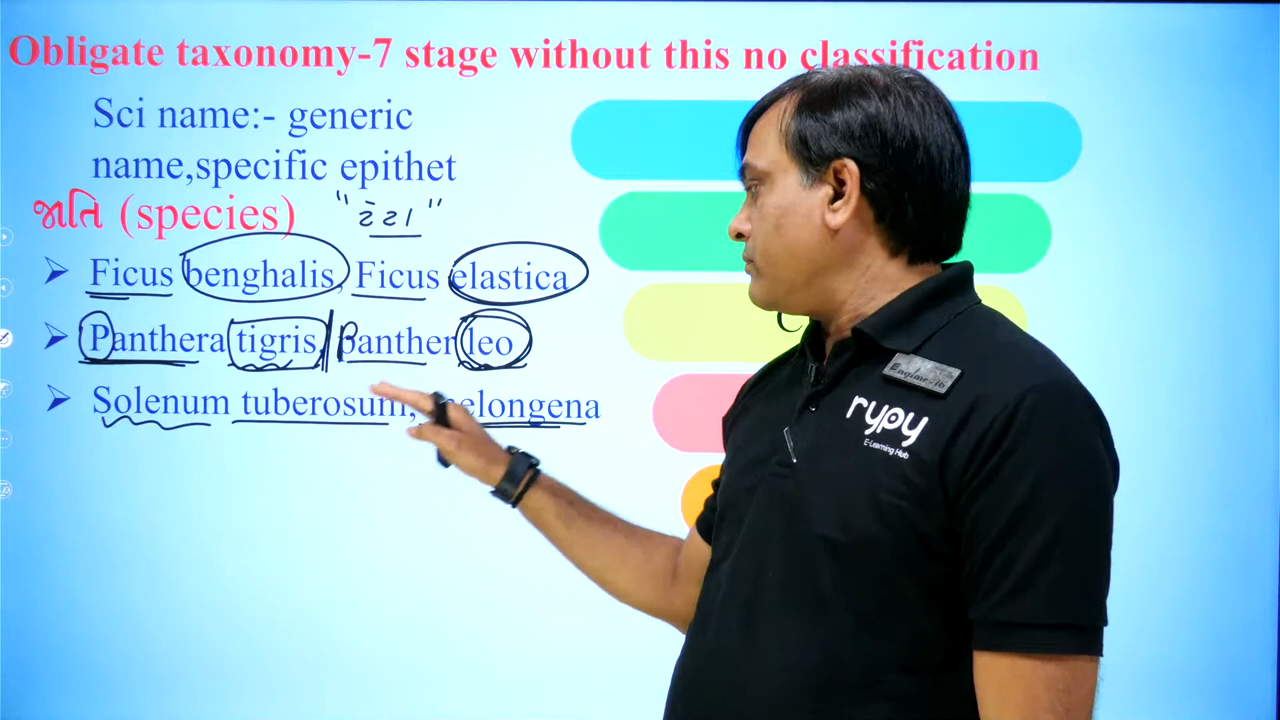 Obligate taxonomy-7 stage without this no classification
Sci name:- generic
name,specific epithet
જાતિ (species)
Ficus benghalis, Ficus elastica
Panthera tigris, Panther leo
Solenum tuberosum, melongena
rypy
E-Learning Hub